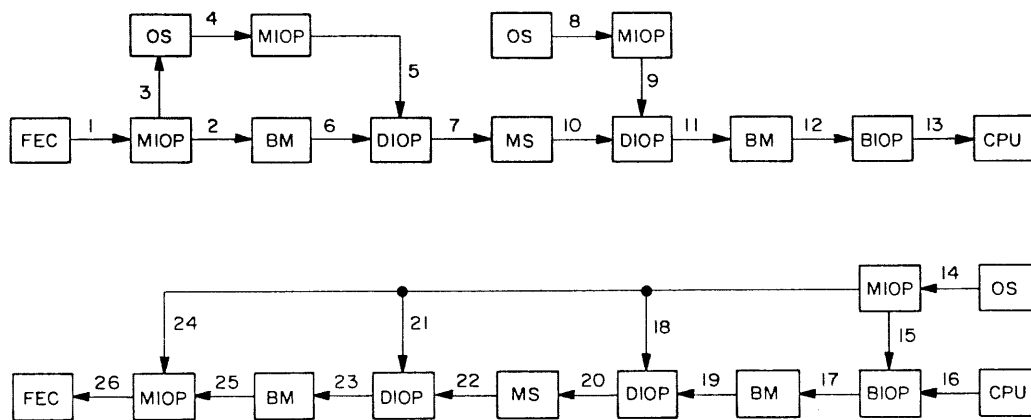 OS 4 MIOP OS 8 MIOP
3 5 9
FEC 1 MIOP 2 BM 6 DIOP 7 MS 10 DIOP 11 BM 12 BIOP 13 CPU
MIOP 14 OS
24 21 18 15
FEC 26 MIOP 25 BM 23 DIOP 22 MS 20 DIOP 19 BM 17 BIOP 16 CPU